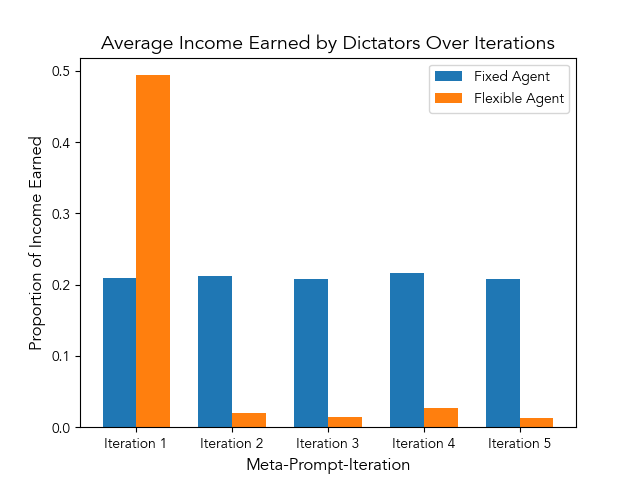 Average Income Earned by Dictators Over Iterations
Fixed Agent
Flexible Agent
Proportion of Income Earned
0.5
0.4
0.3
0.2
0.1
0.0
Iteration 1 Iteration 2 Iteration 3 Iteration 4 Iteration 5
Meta-Prompt-Iteration